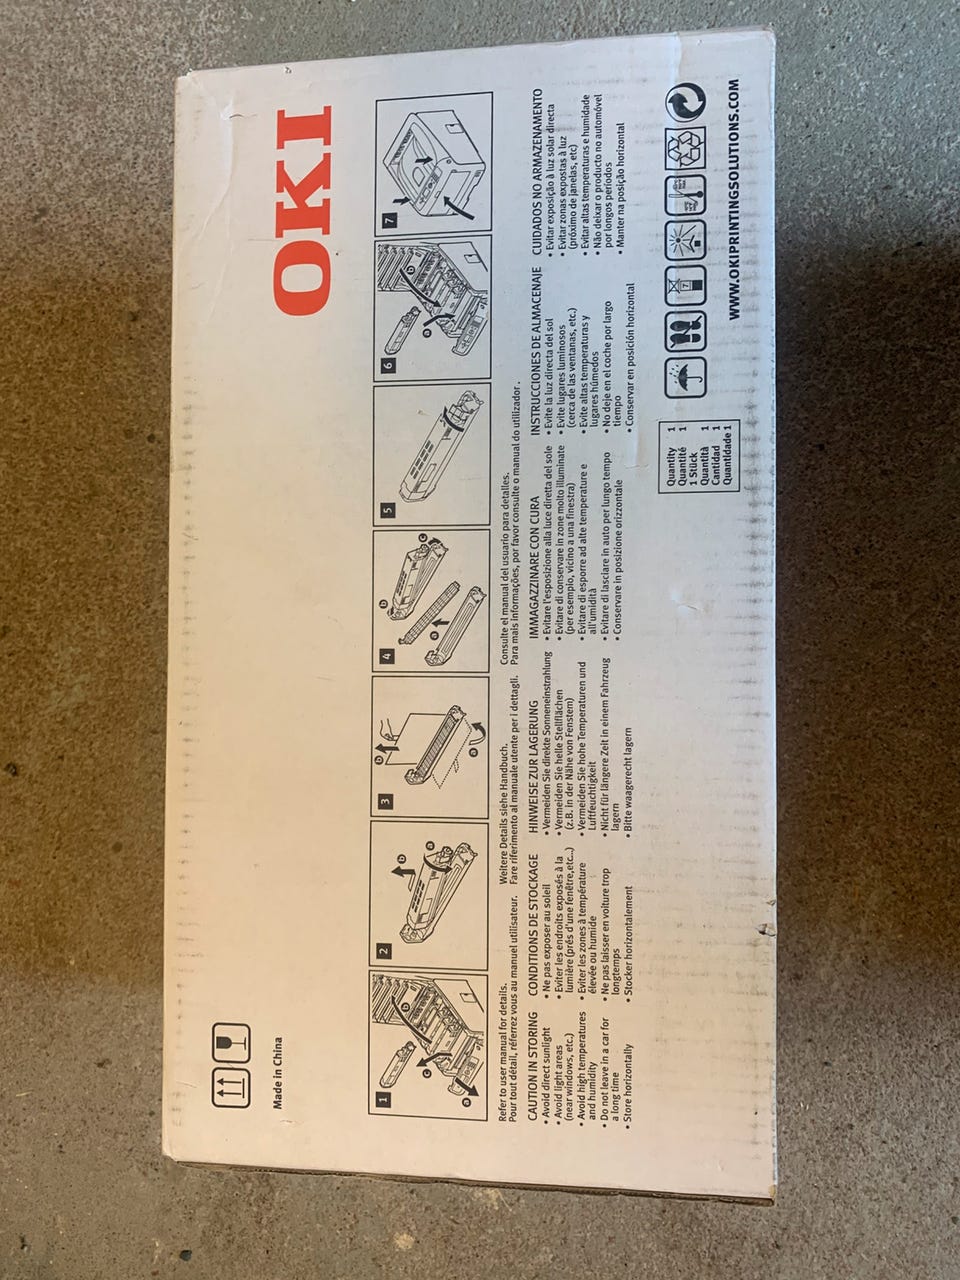 OKI
Made in China
1
a
b
c
2
a
b
3
a
b
4
a
b
c
5
6
a
b
7
Refer to user manual for details.
Pour tout détail, référrez vous au manuel utilisateur.
Weitere Details siehe Handbuch.
Fare riferimento al manuale utente per i dettagli.
Consulte el manual del usuario para detalles.
Para mais informações, por favor consulte o manual do utilizador.
CAUTION IN STORING
• Avoid direct sunlight
• Avoid light areas
(near windows, etc.)
• Avoid high temperatures
and humidity
• Do not leave in a car for
a long time
• Store horizontally
CONDITIONS DE STOCKAGE
• Ne pas exposer au soleil
• Eviter les endroits exposés à la
lumière (prés d'une fenêtre,etc...)
• Eviter les zones à température
élevée ou humide
• Ne pas laisser en voiture trop
longtemps
• Stocker horizontalement
HINWEISE ZUR LAGERUNG
• Vermeiden Sie direkte Sonneneinstrahlung
• Vermeiden Sie helle Stellflächen
(z.B. in der Nähe von Fenstern)
• Vermeiden Sie hohe Temperaturen und
Luftfeuchtigkeit
• Nicht für längere Zeit in einem Fahrzeug
lagern
• Bitte waagerecht lagern
IMMAGAZZINARE CON CURA
• Evitare l'esposizione alla luce diretta del sole
• Evitare di conservare in zone molto illuminate
(per esempio, vicino a una finestra)
• Evitare di esporre ad alte temperature e
all'umidità
• Evitare di lasciare in auto per lungo tempo
• Conservare in posizione orizzontale
INSTRUCCIONES DE ALMACENAJE
• Evite la luz directa del sol
• Evite lugares luminosos
(cerca de las ventanas, etc.)
• Evite altas temperaturas y
lugares húmedos
• No deje en el coche por largo
tiempo
• Conservar en posición horizontal
CUIDADOS NO ARMAZENAMENTO
• Evitar exposição à luz solar directa
• Evitar zonas expostas à luz
(próximo de janelas, etc)
• Evitar altas temperaturas e humidade
• Não deixar o producto no automóvel
por longos períodos
• Manter na posição horizontal
Quantity 1
Quantité 1
1 Stück
Quantità 1
Cantidad 1
Quantidade 1
7
WWW.OKIPRINTINGSOLUTIONS.COM